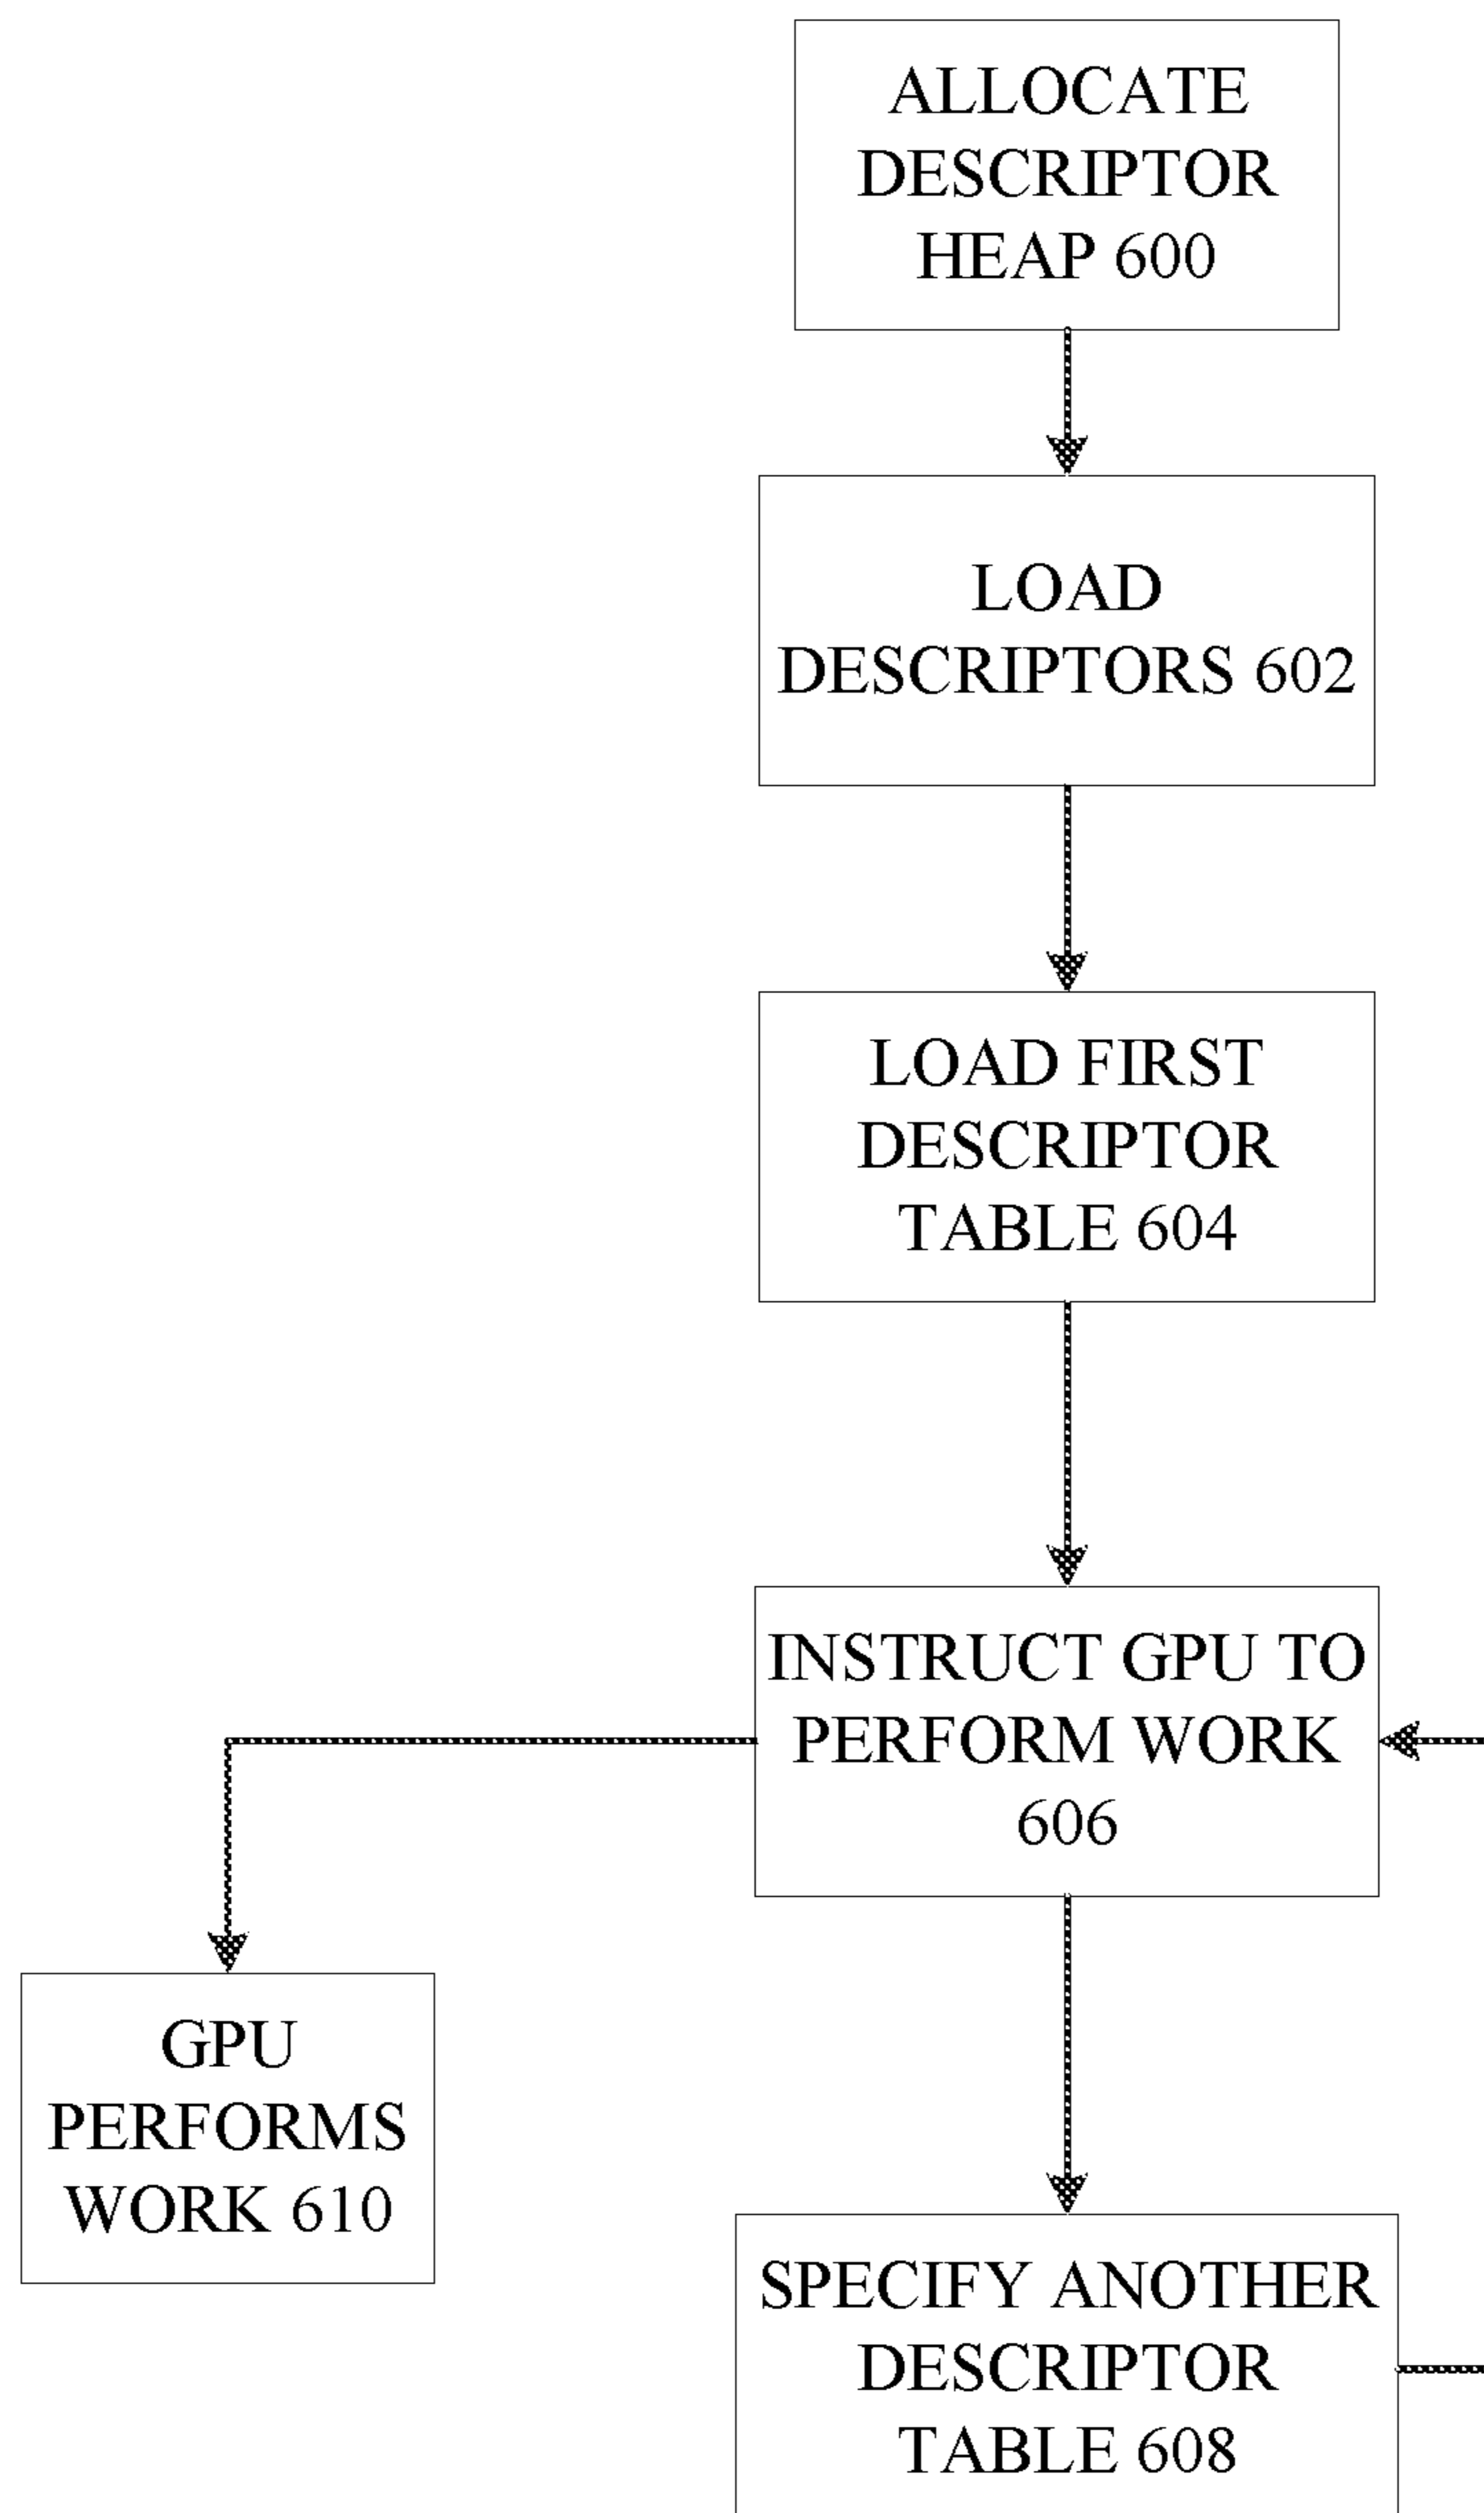 ALLOCATE
DESCRIPTOR
HEAP 600
LOAD
DESCRIPTORS 602
LOAD FIRST
DESCRIPTOR
TABLE 604
INSTRUCT GPU TO
PERFORM WORK
606
GPU
PERFORMS
WORK 610
SPECIFY ANOTHER
DESCRIPTOR
TABLE 608